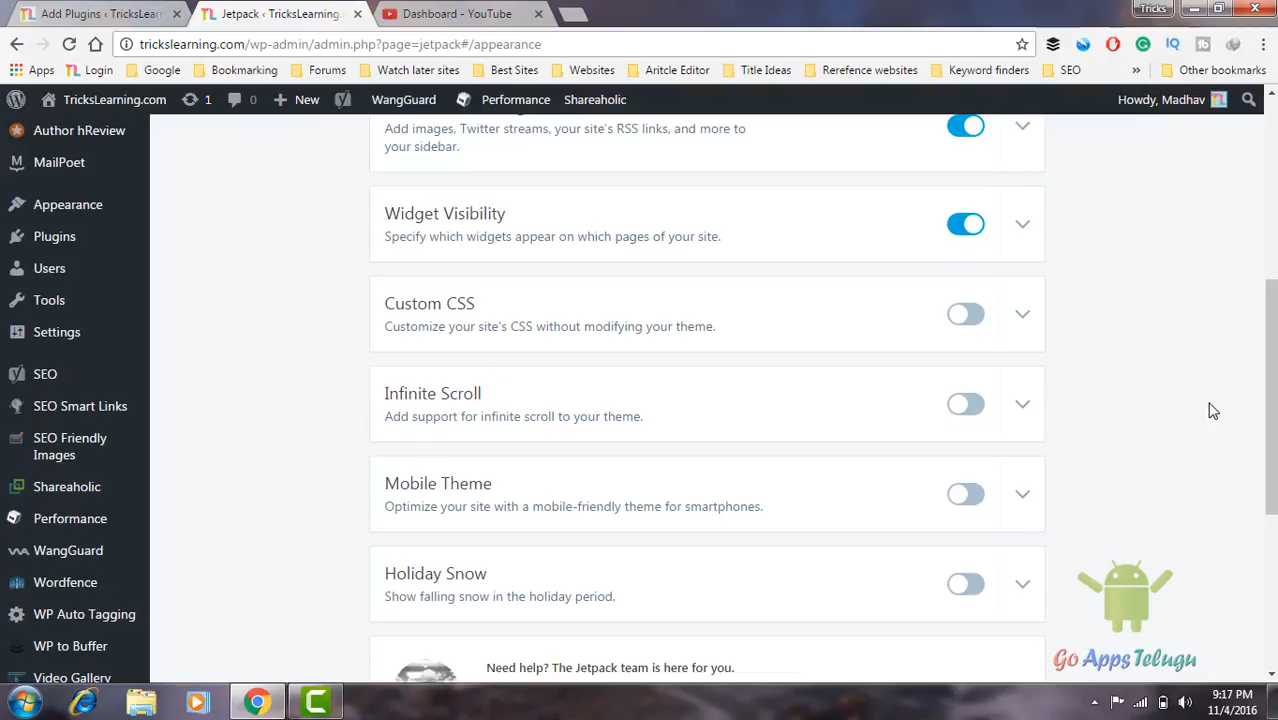 Add Plugins ‹ TricksLearn
Jetpack ‹ TricksLearning.
Dashboard - YouTube
Tricks
trickslearning.com/wp-admin/admin.php?page=jetpack#/appearance
Apps
Login
Google
Bookmarking
Forums
Watch later sites
Best Sites
Websites
Aritcle Editor
Title Ideas
Rerefence websites
Keyword finders
SEO
»
Other bookmarks
TricksLearning.com
1
0
New
WangGuard
Performance
Shareaholic
Howdy, Madhav
Author hReview
MailPoet
Appearance
Plugins
Users
Tools
Settings
SEO
SEO Smart Links
SEO Friendly
Images
Shareaholic
Performance
WangGuard
Wordfence
WP Auto Tagging
WP to Buffer
Video Gallery
Add images, Twitter streams, your site's RSS links, and more to
your sidebar.
Widget Visibility
Specify which widgets appear on which pages of your site.
Custom CSS
Customize your site's CSS without modifying your theme.
Infinite Scroll
Add support for infinite scroll to your theme.
Mobile Theme
Optimize your site with a mobile-friendly theme for smartphones.
Holiday Snow
Show falling snow in the holiday period.
Need help? The Jetpack team is here for you.
Go Apps Telugu
9:17 PM
11/4/2016